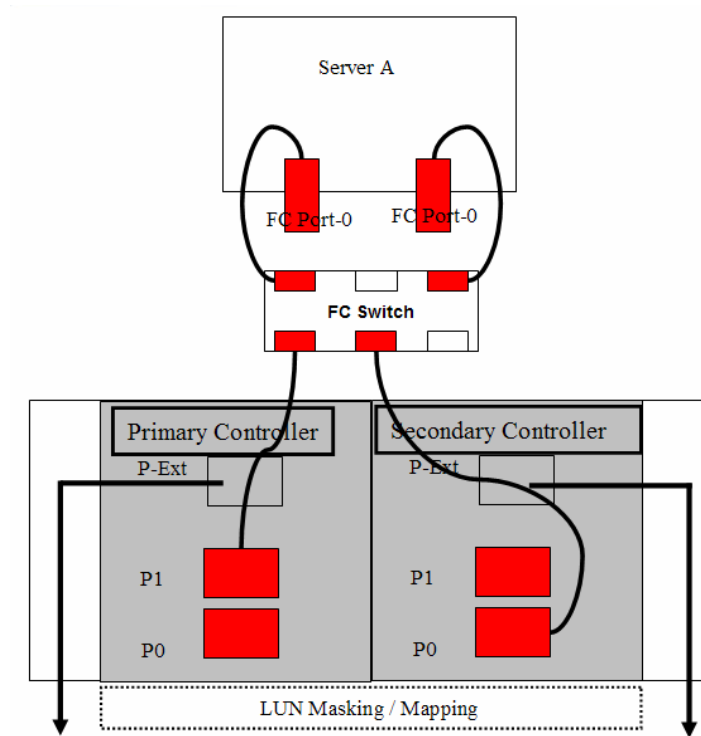 Server A
FC Port-0
FC Port-0
FC Switch
Primary Controller
Secondary Controller
P-Ext
P-Ext
P1
P1
P0
P0
LUN Masking / Mapping